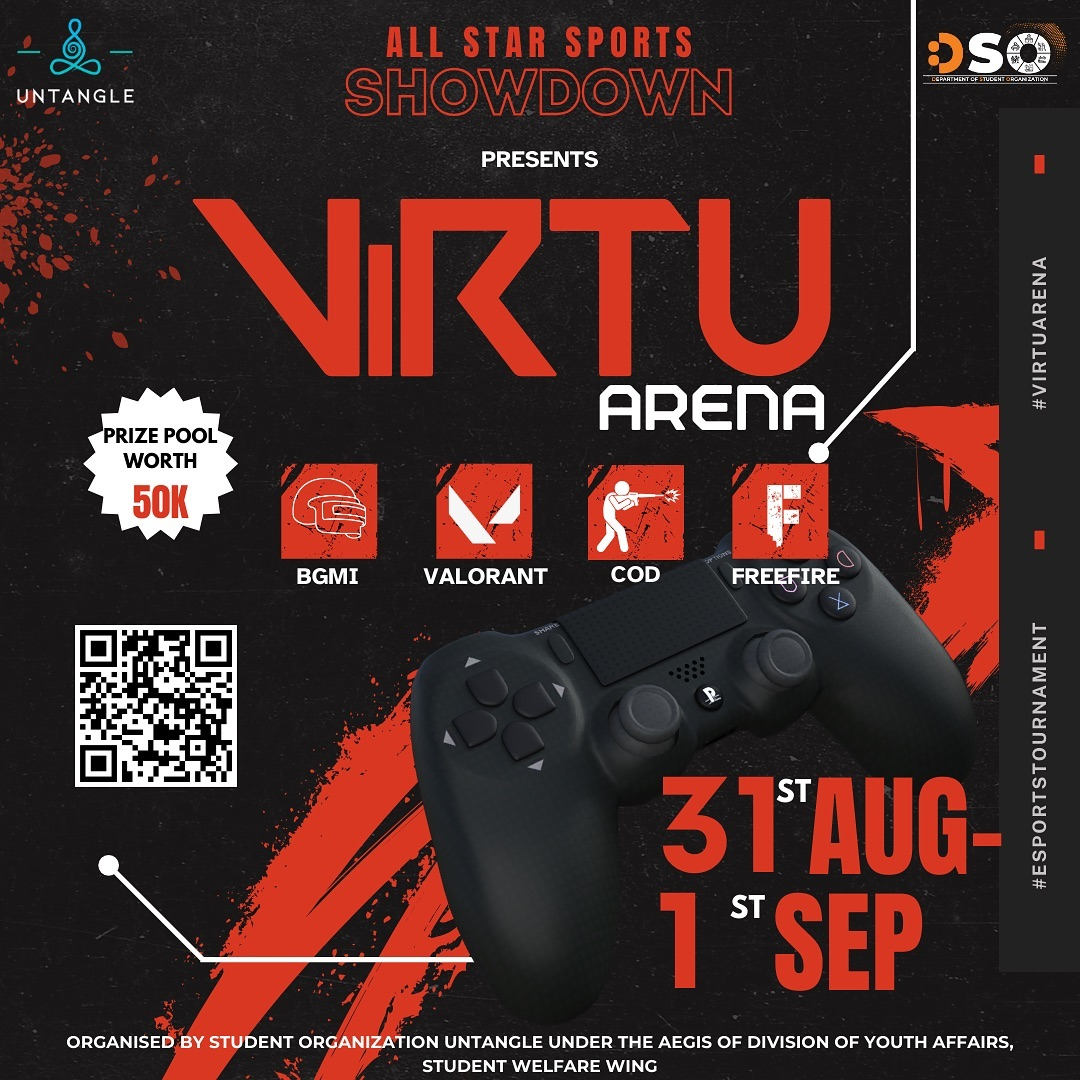 UNTANGLE
ALL STAR SPORTS
SHOWDOWN
DSO
DEPARTMENT OF STUDENT ORGANIZATION
PRESENTS
VIRTU
ARENA
#VIRTUARENA
PRIZE POOL
WORTH
50K
BGMI
VALORANT
COD
FREEFIRE
OPTIONS
SHARE
#ESPORTSTOURNAMENT
31ST AUG-
1ST SEP
ORGANISED BY STUDENT ORGANIZATION UNTANGLE UNDER THE AEGIS OF DIVISION OF YOUTH AFFAIRS,
STUDENT WELFARE WING